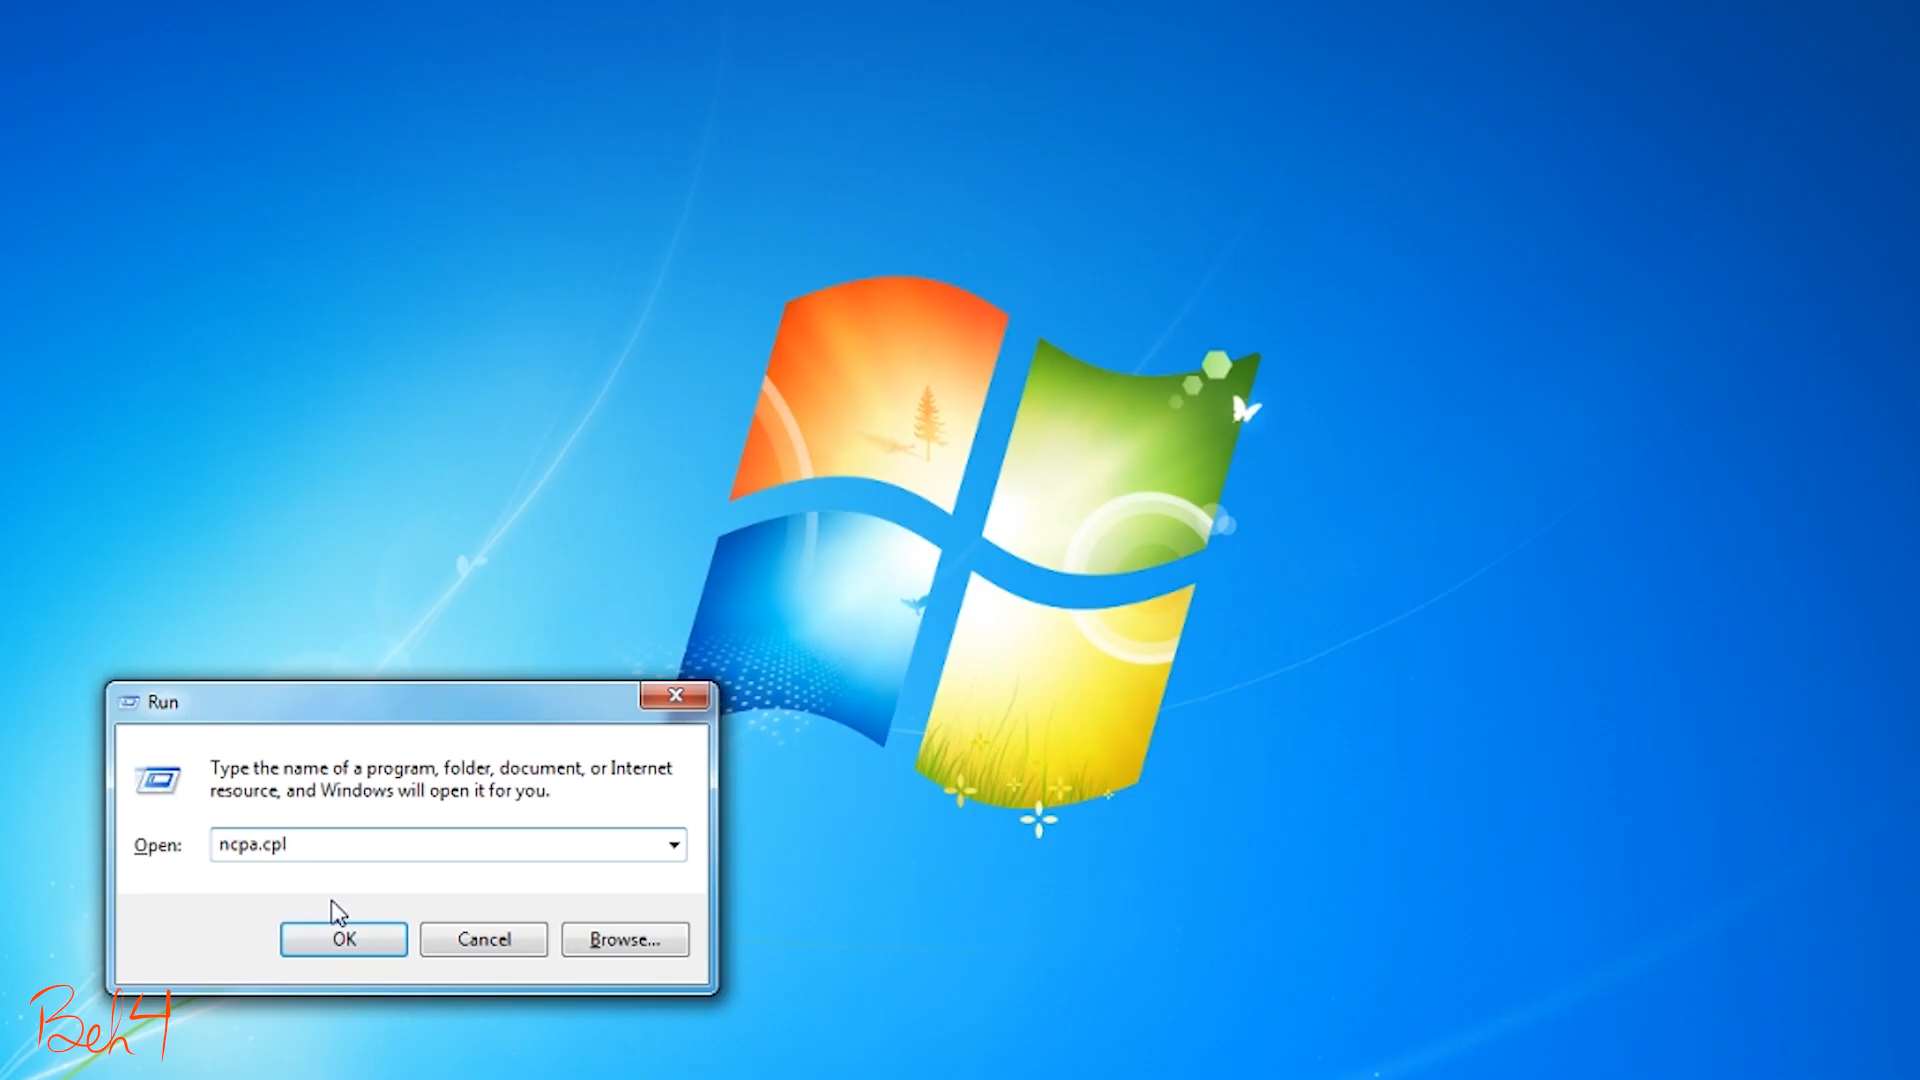 Run
Type the name of a program, folder, document, or Internet
resource, and Windows will open it for you.
Open: ncpa.cpl
OK Cancel Browse...
Beh4